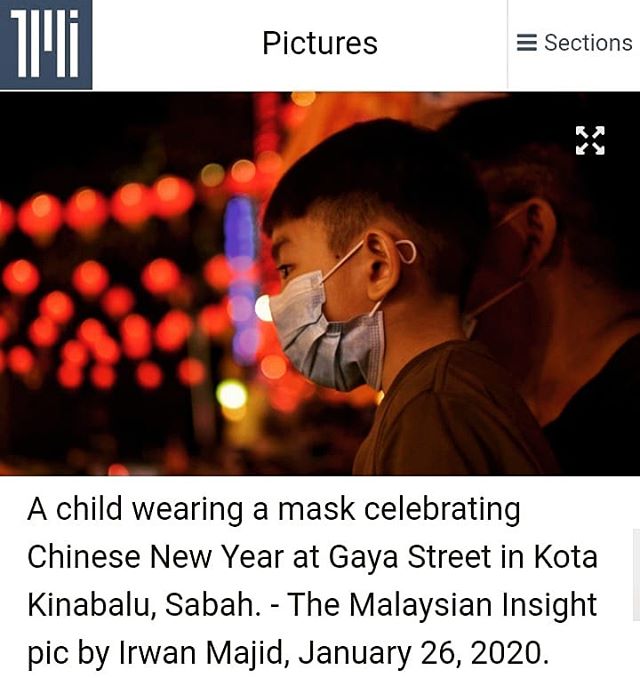 TMi
Pictures
Sections
A child wearing a mask celebrating
Chinese New Year at Gaya Street in Kota
Kinabalu, Sabah. - The Malaysian Insight
pic by Irwan Majid, January 26, 2020.